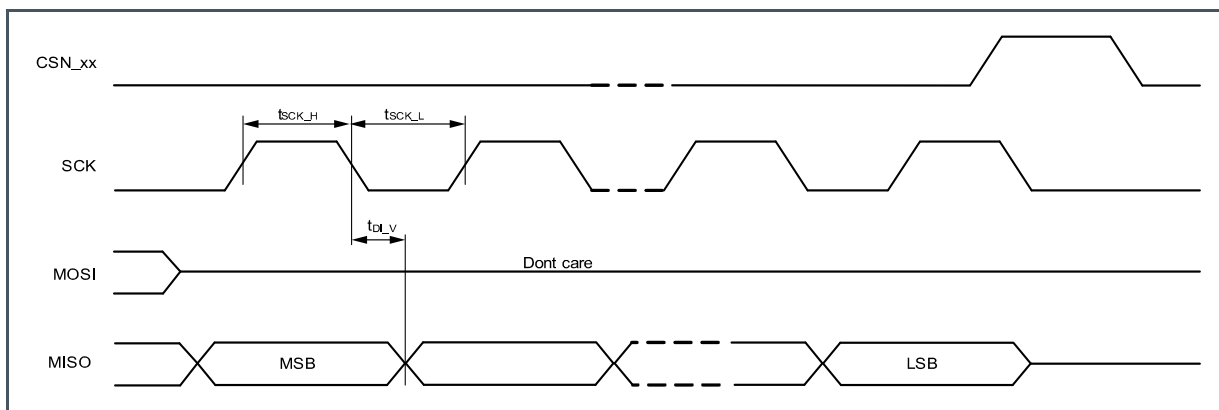 CSN_xx
tSCK_H
tSCK_L
SCK
tDI_V
MOSI
Dont care
MISO
MSB
LSB